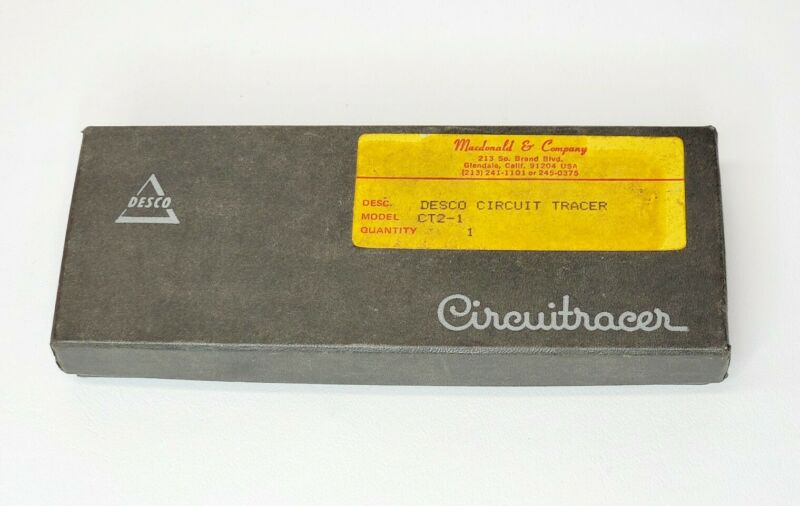 Macdonald & Company
213 So. Brand Blvd.
Glendale, Calif. 91204 USA
(213) 241-1101 or 245-0375
DESC. DESCO CIRCUIT TRACER
MODEL CT2-1
QUANTITY 1
DESCO
Circuitracer